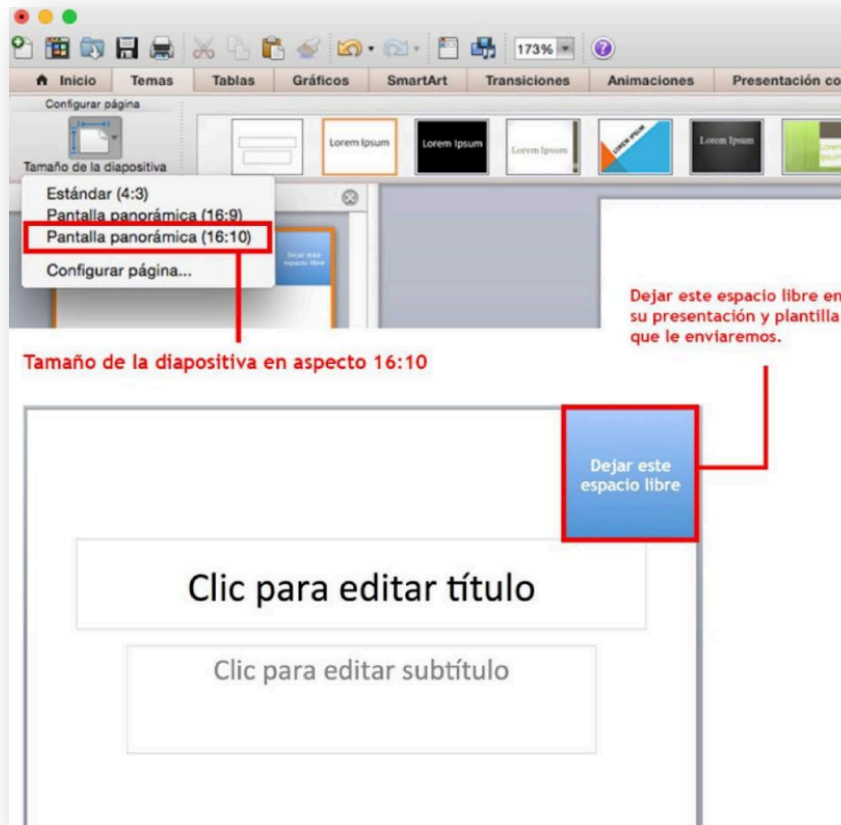 173%
Inicio Temas Tablas Gráficos SmartArt Transiciones Animaciones Presentación co
Configurar página
Tamaño de la diapositiva
Lorem Ipsum
Lorem Ipsum
Lorem Ipsum
LOREM IPSUM
Lorem Ipsum
Estándar (4:3)
Pantalla panorámica (16:9)
Pantalla panorámica (16:10)
Configurar página...
Dejar este
espacio libre
Dejar este espacio libre en
su presentación y plantilla
que le enviaremos.
Tamaño de la diapositiva en aspecto 16:10
Dejar este
espacio libre
Clic para editar título
Clic para editar subtítulo